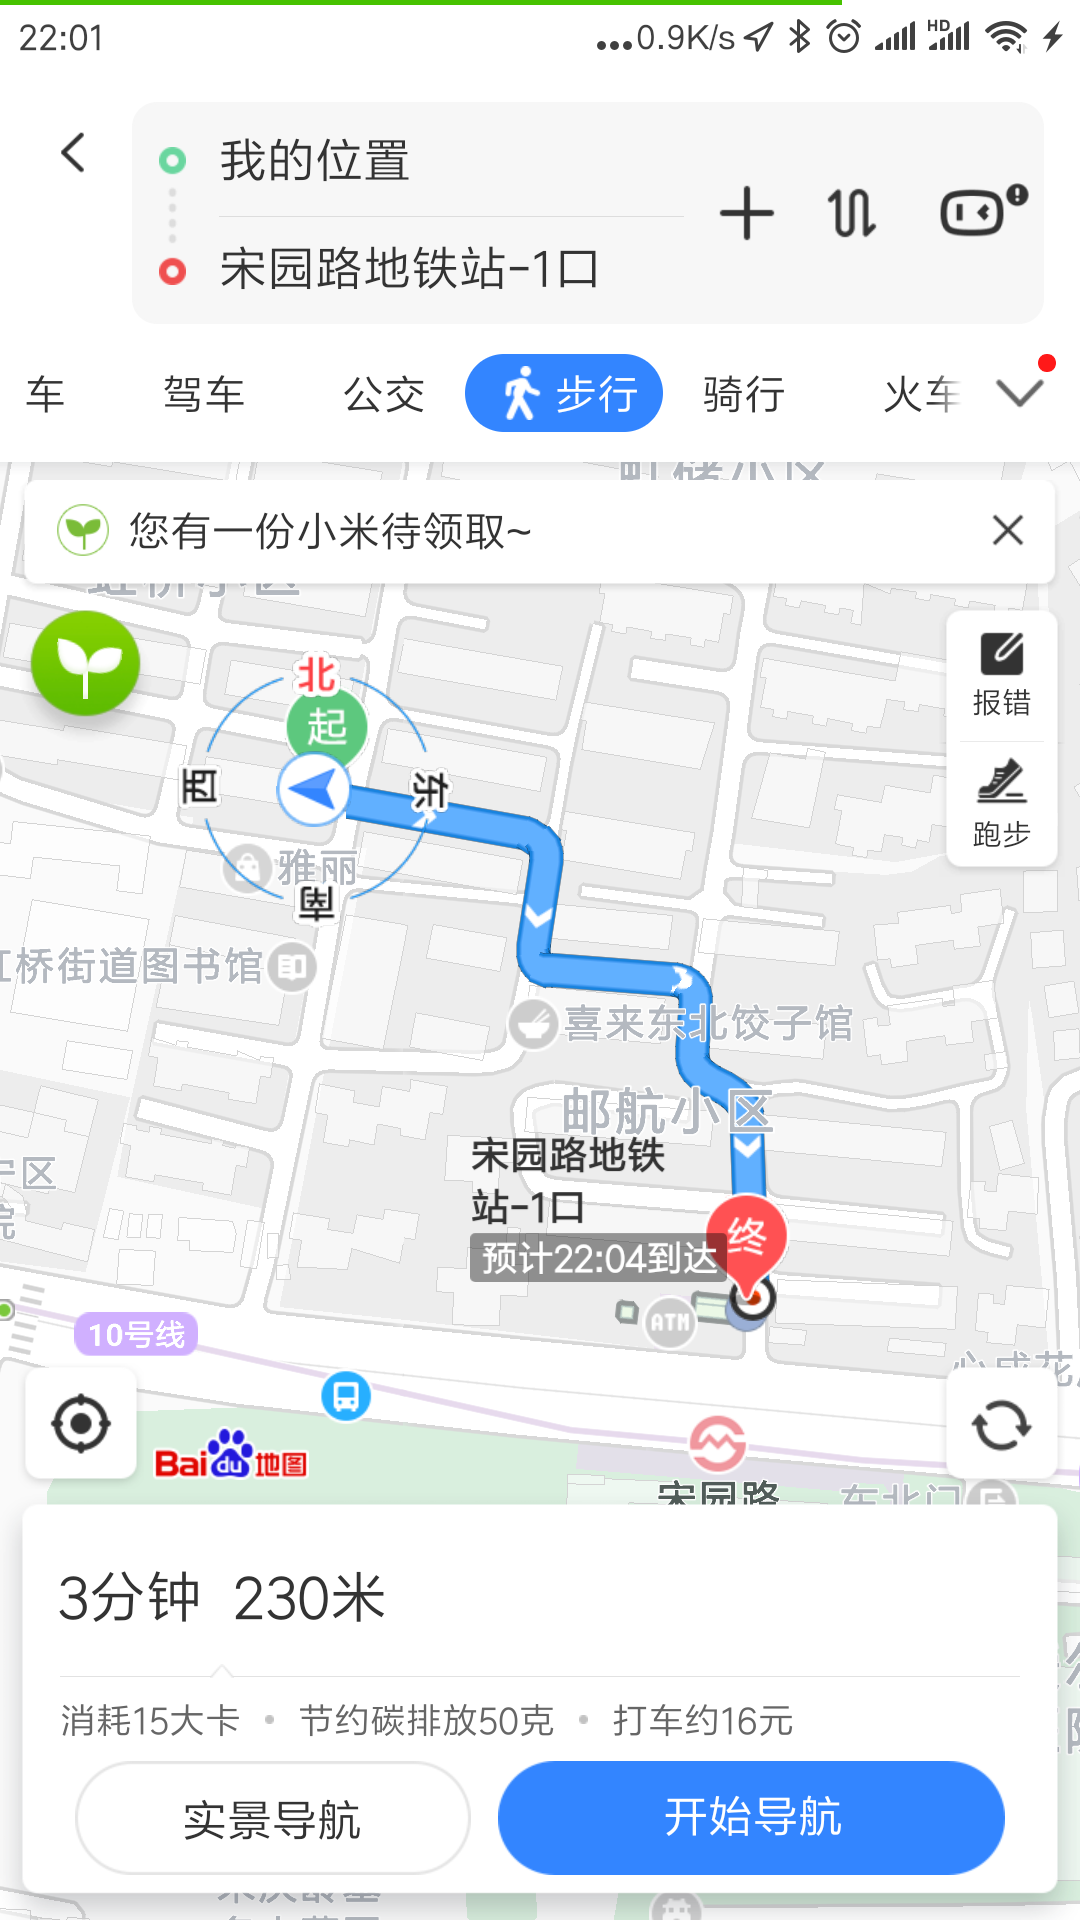 22:01
...0.9K/s
HD
我的位置
宋园路地铁站-1口
车
驾车
公交
步行
骑行
火车
您有一份小米待领取~
报错
跑步
北
起
西
东
南
雅丽
虹桥街道图书馆
喜来东北饺子馆
邮航小区
宋园路地铁
站-1口
预计22:04到达
终
ATM
10号线
Bai du 地图
宋园路
东北门
3分钟 230米
消耗15大卡 • 节约碳排放50克 • 打车约16元
实景导航
开始导航